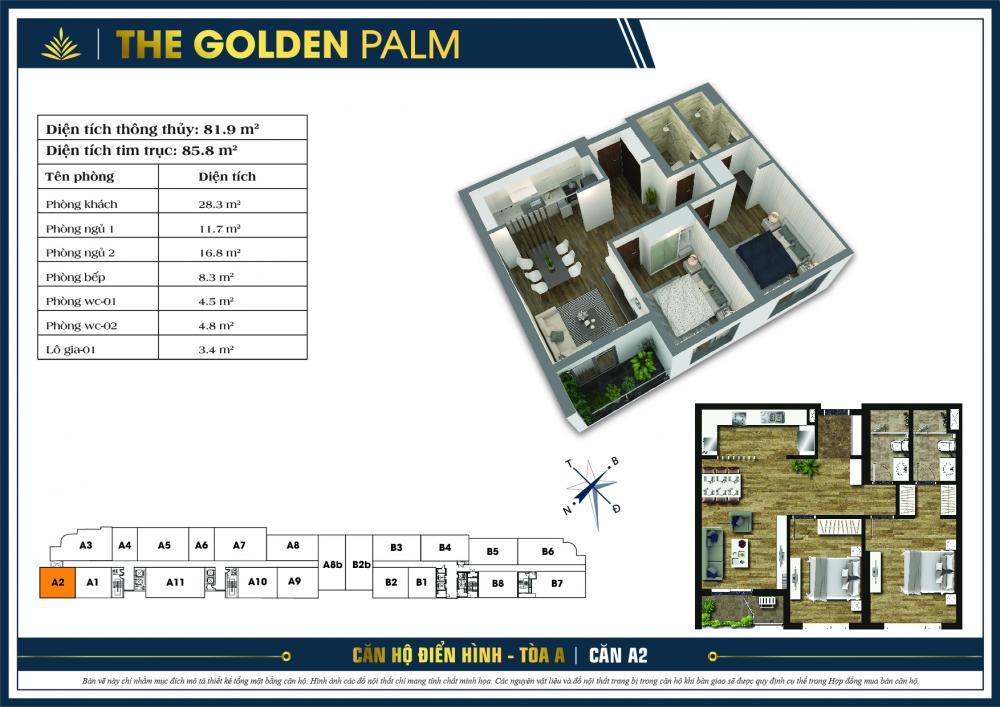 THE GOLDEN PALM
Diện tích thông thủy: 81.9 m²
Diện tích tim trục: 85.8 m²
Tên phòng Diện tích
Phòng khách 28.3 m²
Phòng ngủ 1 11.7 m²
Phòng ngủ 2 16.8 m²
Phòng bếp 8.3 m²
Phòng wc-01 4.5 m²
Phòng wc-02 4.8 m²
Lô gia-01 3.4 m²
T B
N Đ
A3 A4 A5 A6 A7 A8 A8b B2b B3 B4 B5 B6
A2 A1 A11 A10 A9 B2 B1 B8 B7
CĂN HỘ ĐIỂN HÌNH - TÒA A | CĂN A2
Bản vẽ này chỉ nhằm mục đích mô tả thiết kế tổng mặt bằng căn hộ. Hình ảnh các đồ nội thất chỉ mang tính chất minh họa. Các nguyên vật liệu và đồ nội thất trang bị trong căn hộ khi bàn giao sẽ được quy định cụ thể trong Hợp đồng mua bán căn hộ.